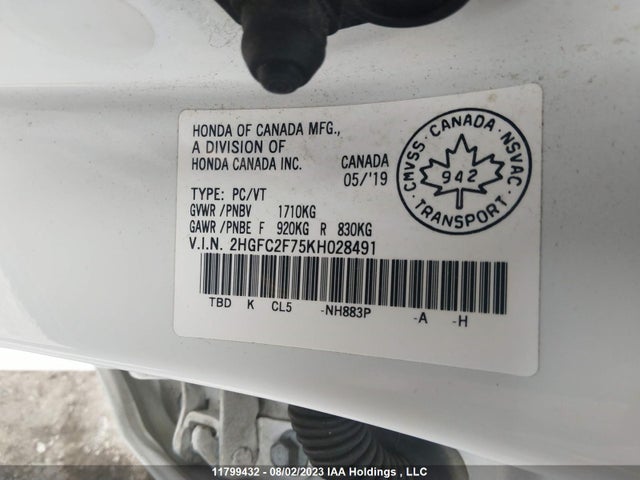 HONDA OF CANADA MFG.,
A DIVISION OF
HONDA CANADA INC.
CANADA
05/'19
TYPE: PC/VT
GVWR/PNBV 1710KG
GAWR/PNBE F 920KG R 830KG
V.I.N. 2HGFC2F75KH028491
TBD K CL5 -NH883P -A -H
CMVSS · CANADA · NSVAC
942
TRANSPORT
11799432 - 08/02/2023 IAA Holdings , LLC